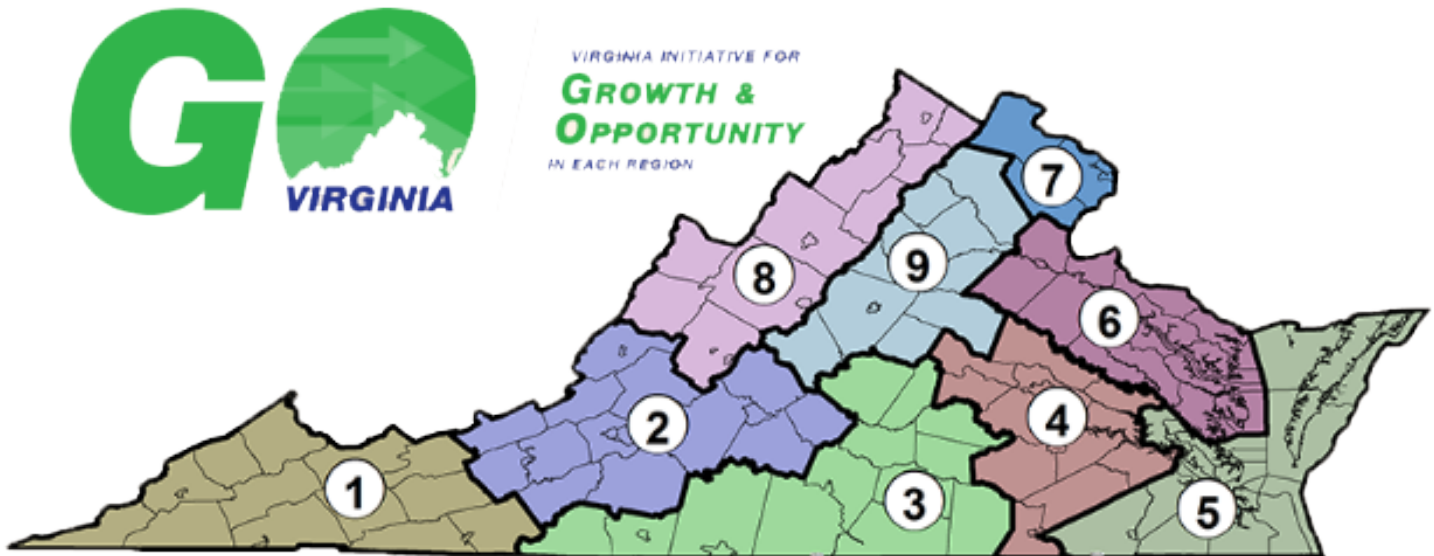 GO
VIRGINIA
VIRGINIA INITIATIVE FOR
GROWTH &
OPPORTUNITY
IN EACH REGION
7
8
9
6
2
4
1
3
5